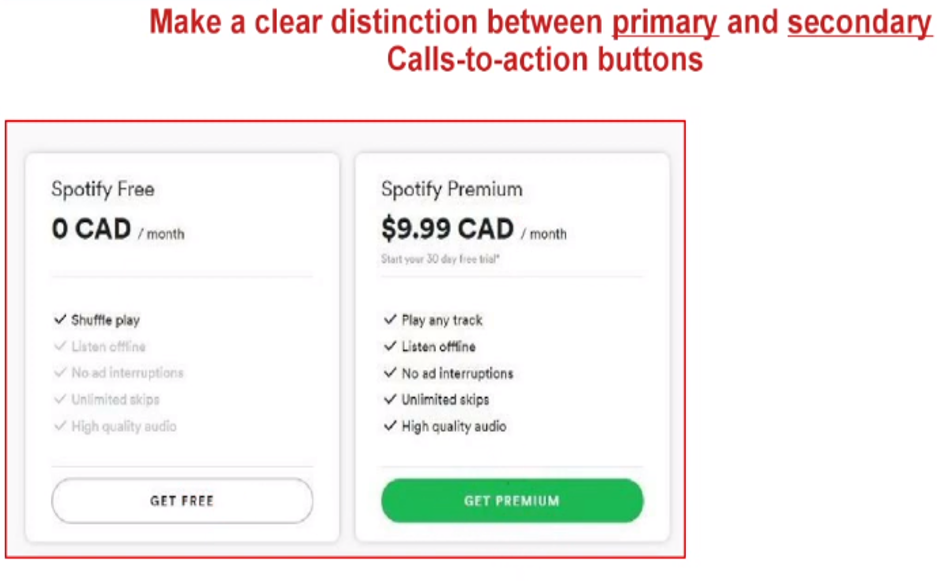 Make a clear distinction between primary and secondary
Calls-to-action buttons
Spotify Free
0 CAD / month
Shuffle play
Listen offline
No ad interruptions
Unlimited skips
High quality audio
GET FREE
Spotify Premium
$9.99 CAD / month
Start your 30 day free trial*
Play any track
Listen offline
No ad interruptions
Unlimited skips
High quality audio
GET PREMIUM